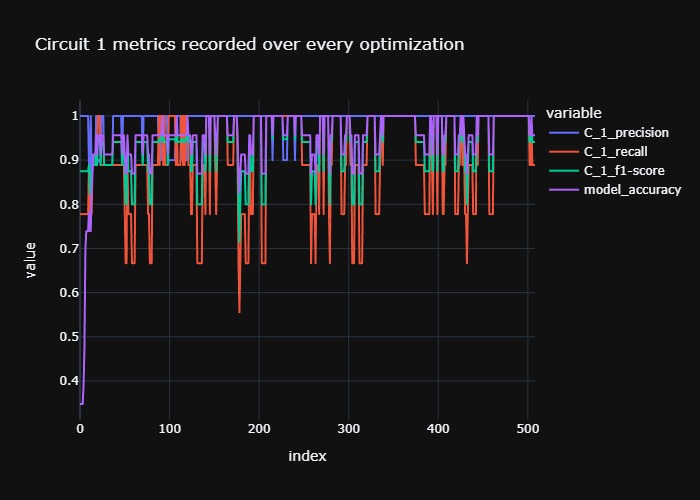 Circuit 1 metrics recorded over every optimization
variable
C_1_precision
C_1_recall
C_1_f1-score
model_accuracy
value
1
0.9
0.8
0.7
0.6
0.5
0.4
0 100 200 300 400 500
index